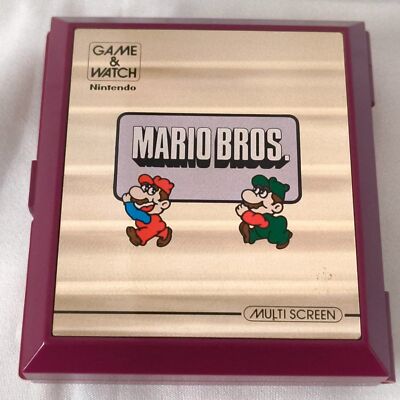 GAME
&
WATCH
Nintendo
MARIO BROS.
MULTI SCREEN